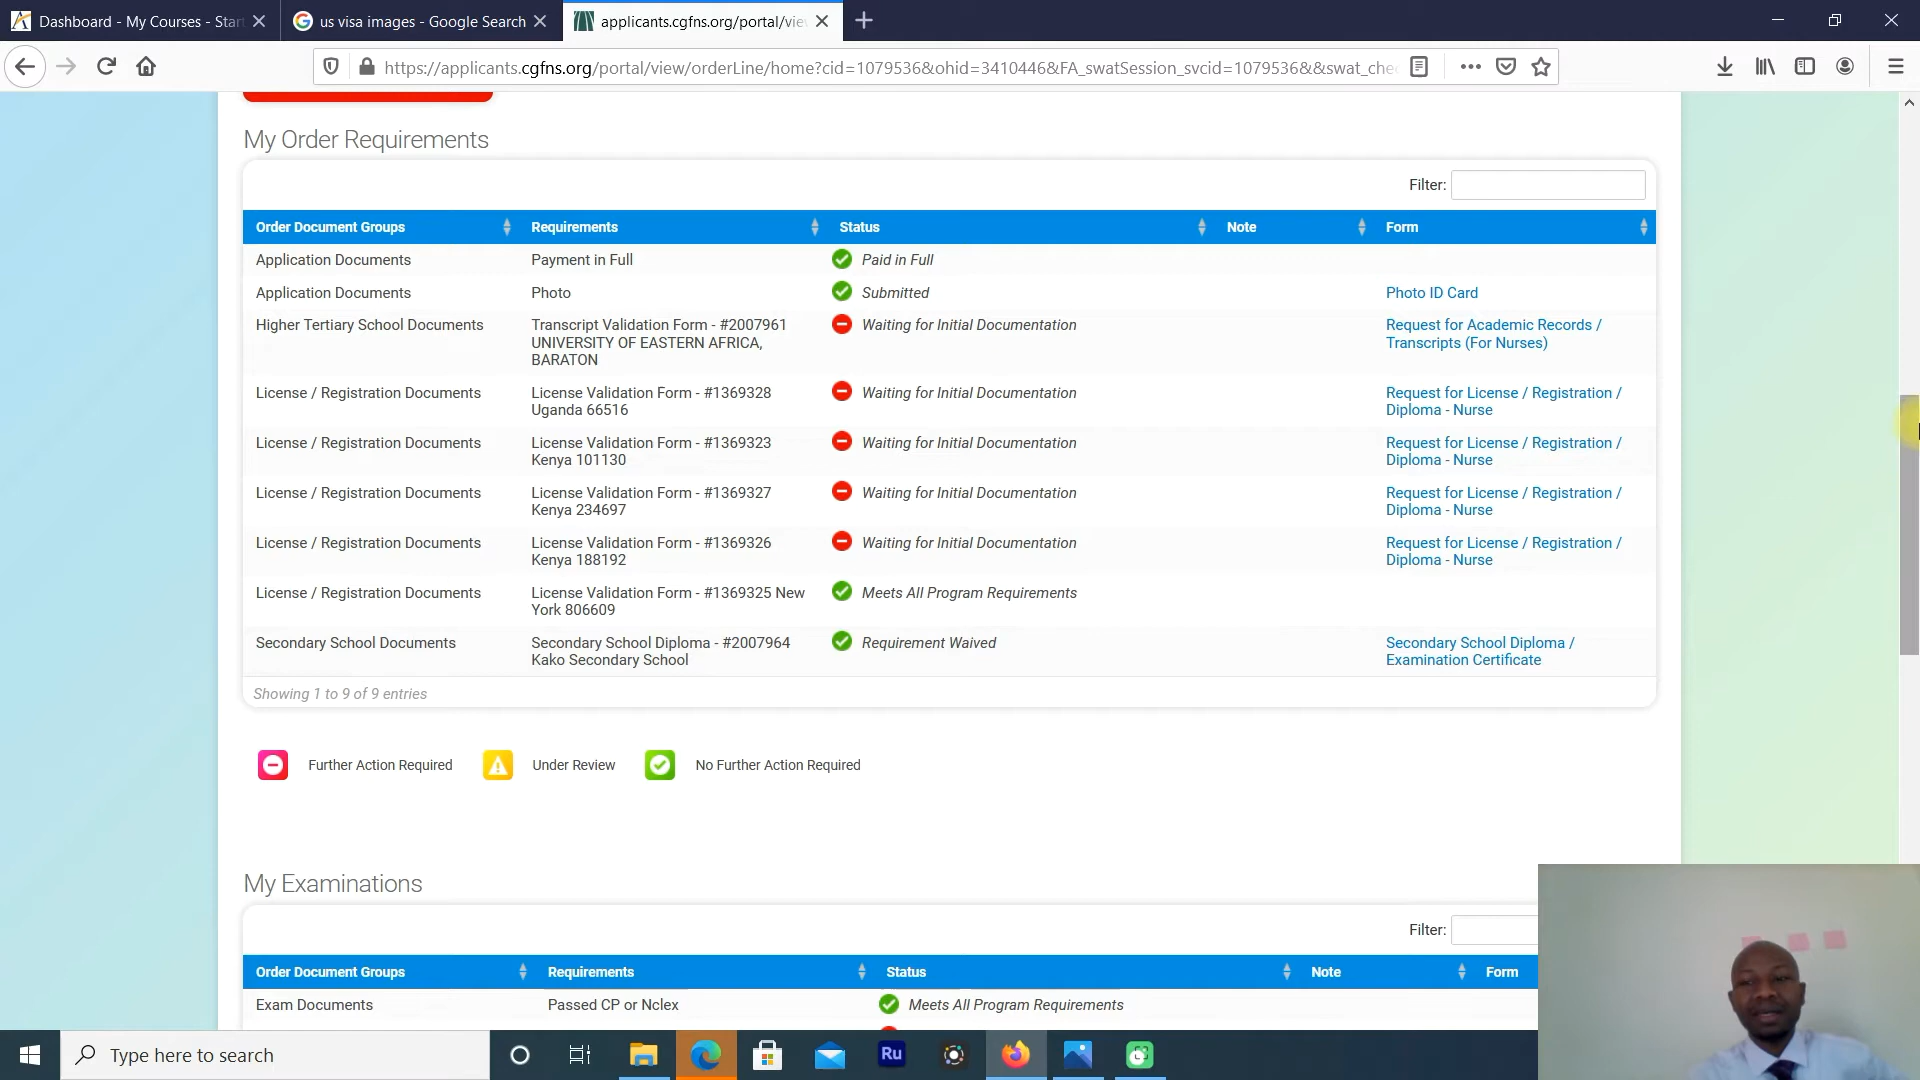 Dashboard - My Courses - Start
us visa images - Google Search
applicants.cgfns.org/portal/view
https://applicants.cgfns.org/portal/view/orderLine/home?cid=1079536&ohid=3410446&FA_swatSession_svcid=1079536&&swat_chec
My Order Requirements
Filter:
Order Document Groups Requirements Status Note Form
Application Documents Payment in Full Paid in Full
Application Documents Photo Submitted Photo ID Card
Higher Tertiary School Documents Transcript Validation Form - #2007961 Waiting for Initial Documentation Request for Academic Records /
UNIVERSITY OF EASTERN AFRICA, Transcripts (For Nurses)
BARATON
License / Registration Documents License Validation Form - #1369328 Waiting for Initial Documentation Request for License / Registration /
Uganda 66516 Diploma - Nurse
License / Registration Documents License Validation Form - #1369323 Waiting for Initial Documentation Request for License / Registration /
Kenya 101130 Diploma - Nurse
License / Registration Documents License Validation Form - #1369327 Waiting for Initial Documentation Request for License / Registration /
Kenya 234697 Diploma - Nurse
License / Registration Documents License Validation Form - #1369326 Waiting for Initial Documentation Request for License / Registration /
Kenya 188192 Diploma - Nurse
License / Registration Documents License Validation Form - #1369325 New Meets All Program Requirements
York 806609
Secondary School Documents Secondary School Diploma - #2007964 Requirement Waived Secondary School Diploma /
Kako Secondary School Examination Certificate
Showing 1 to 9 of 9 entries
Further Action Required Under Review No Further Action Required
My Examinations
Filter:
Order Document Groups Requirements Status Note Form
Exam Documents Passed CP or Nclex Meets All Program Requirements
Type here to search
Ru